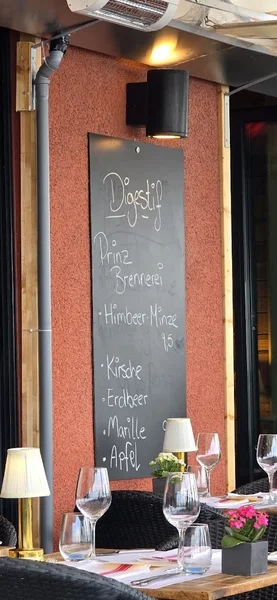 Digestif
Prinz
Brennerei
· Himbeer Minze
9,5
· Kirsche
· Erdbeer
· Marille
· Apfel